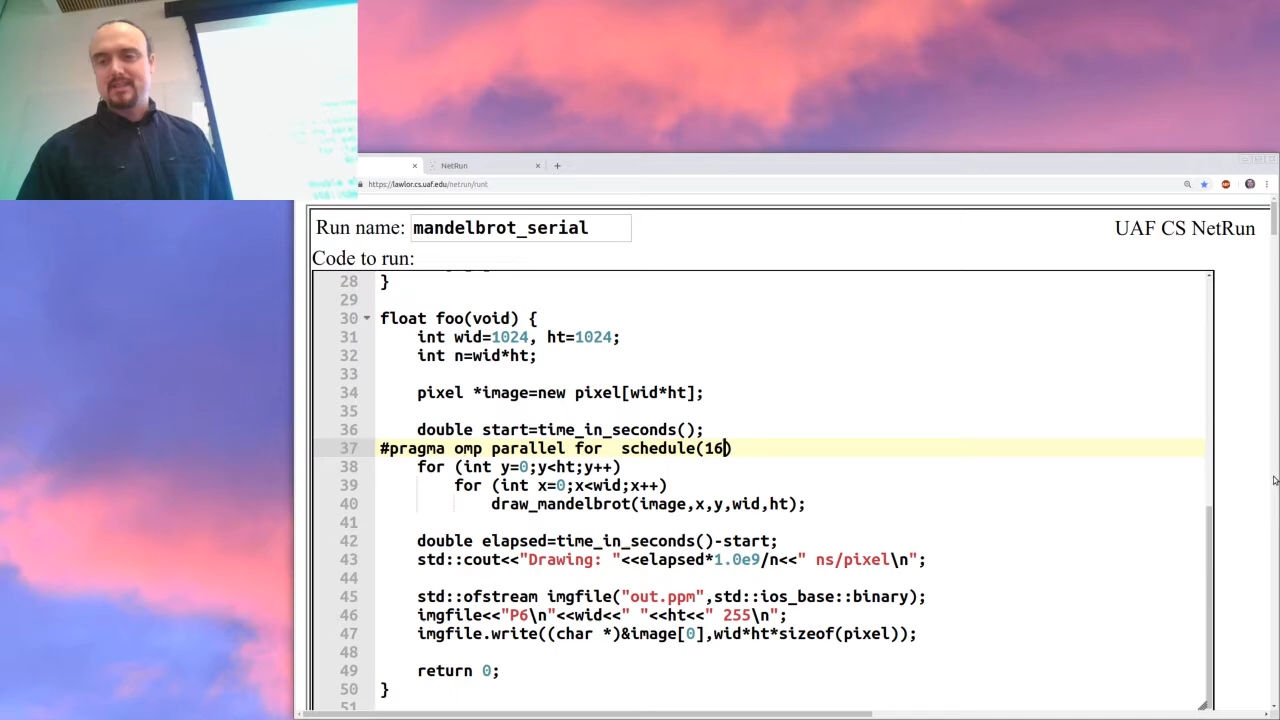 NetRun
https://lawlor.cs.uaf.edu/netrun/runt
Run name: mandelbrot_serial
UAF CS NetRun
Code to run:
28 }
29
30 float foo(void) {
31 int wid=1024, ht=1024;
32 int n=wid*ht;
33
34 pixel *image=new pixel[wid*ht];
35
36 double start=time_in_seconds();
37 #pragma omp parallel for  schedule(16)
38 for (int y=0;y<ht;y++)
39 for (int x=0;x<wid;x++)
40 draw_mandelbrot(image,x,y,wid,ht);
41
42 double elapsed=time_in_seconds()-start;
43 std::cout<<"Drawing: "<<elapsed*1.0e9/n<<" ns/pixel\n";
44
45 std::ofstream imgfile("out.ppm",std::ios_base::binary);
46 imgfile<<"P6\n"<<wid<<" "<<ht<<" 255\n";
47 imgfile.write((char *)&image[0],wid*ht*sizeof(pixel));
48
49 return 0;
50 }
51